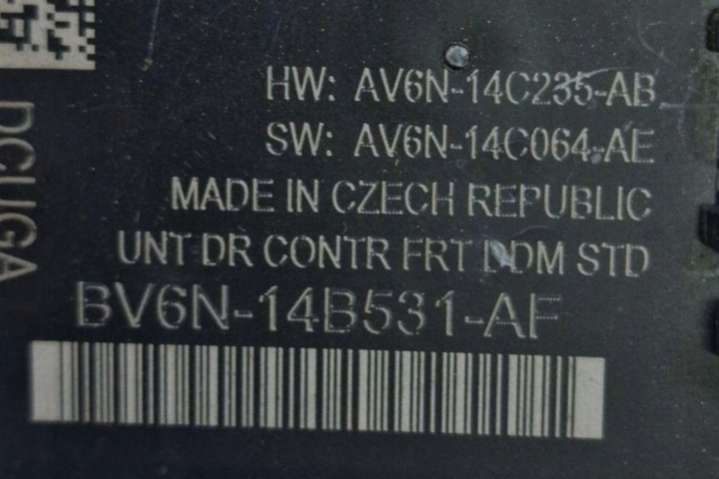 HW: AV6N-14C235-AB
SW: AV6N-14C064-AE
MADE IN CZECH REPUBLIC
UNT DR CONTR FRT DDM STD
BV6N-14B531-AF
DCUGA